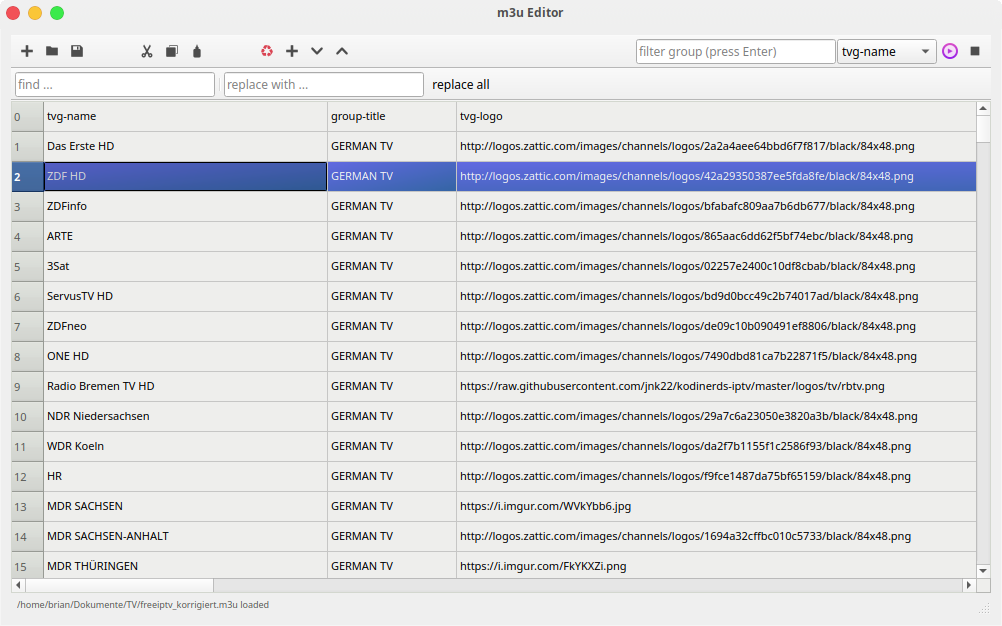 m3u Editor
filter group (press Enter) tvg-name
find ... replace with ... replace all
0 tvg-name group-title tvg-logo
1 Das Erste HD GERMAN TV http://logos.zattic.com/images/channels/logos/2a2a4aee64bbd6f7f817/black/84x48.png
2 ZDF HD GERMAN TV http://logos.zattic.com/images/channels/logos/42a29350387ee5fda8fe/black/84x48.png
3 ZDFinfo GERMAN TV http://logos.zattic.com/images/channels/logos/bfabafc809aa7b6db677/black/84x48.png
4 ARTE GERMAN TV http://logos.zattic.com/images/channels/logos/865aac6dd62f5bf74ebc/black/84x48.png
5 3Sat GERMAN TV http://logos.zattic.com/images/channels/logos/02257e2400c10df8cbab/black/84x48.png
6 ServusTV HD GERMAN TV http://logos.zattic.com/images/channels/logos/bd9d0bcc49c2b74017ad/black/84x48.png
7 ZDFneo GERMAN TV http://logos.zattic.com/images/channels/logos/de09c10b090491ef8806/black/84x48.png
8 ONE HD GERMAN TV http://logos.zattic.com/images/channels/logos/7490dbd81ca7b22871f5/black/84x48.png
9 Radio Bremen TV HD GERMAN TV https://raw.githubusercontent.com/jnk22/kodinerds-iptv/master/logos/tv/rbtv.png
10 NDR Niedersachsen GERMAN TV http://logos.zattic.com/images/channels/logos/29a7c6a23050e3820a3b/black/84x48.png
11 WDR Koeln GERMAN TV http://logos.zattic.com/images/channels/logos/da2f7b1155f1c2586f93/black/84x48.png
12 HR GERMAN TV http://logos.zattic.com/images/channels/logos/f9fce1487da75bf65159/black/84x48.png
13 MDR SACHSEN GERMAN TV https://i.imgur.com/WVkYbb6.jpg
14 MDR SACHSEN-ANHALT GERMAN TV http://logos.zattic.com/images/channels/logos/1694a32cffbc010c5733/black/84x48.png
15 MDR THÜRINGEN GERMAN TV https://i.imgur.com/FkYKXZi.png
/home/brian/Dokumente/TV/freeiptv_korrigiert.m3u loaded